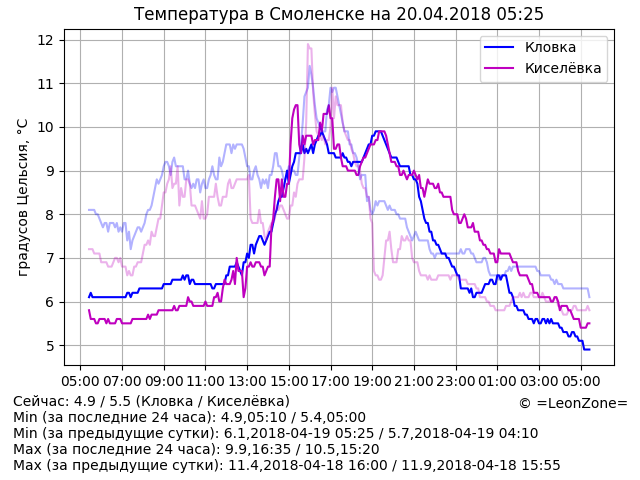 Температура в Смоленске на 20.04.2018 05:25
градусов Цельсия, °C
12
11
10
9
8
7
6
5
Кловка
Киселёвка
05:00 07:00 09:00 11:00 13:00 15:00 17:00 19:00 21:00 23:00 01:00 03:00 05:00
Сейчас: 4.9 / 5.5 (Кловка / Киселёвка)
© =LeonZone=
Min (за последние 24 часа): 4.9,05:10 / 5.4,05:00
Min (за предыдущие сутки): 6.1,2018-04-19 05:25 / 5.7,2018-04-19 04:10
Max (за последние 24 часа): 9.9,16:35 / 10.5,15:20
Max (за предыдущие сутки): 11.4,2018-04-18 16:00 / 11.9,2018-04-18 15:55